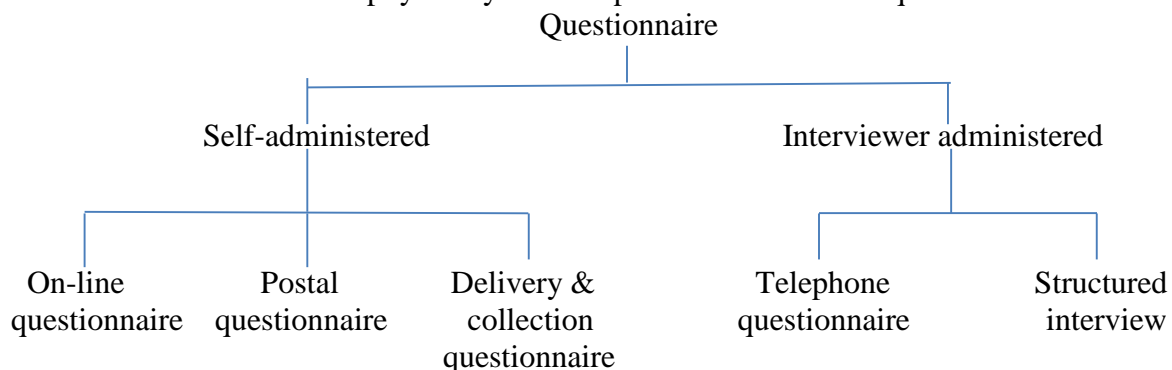 Questionnaire
Self-administered
Interviewer administered
On-line
questionnaire
Postal
questionnaire
Delivery &
collection
questionnaire
Telephone
questionnaire
Structured
interview